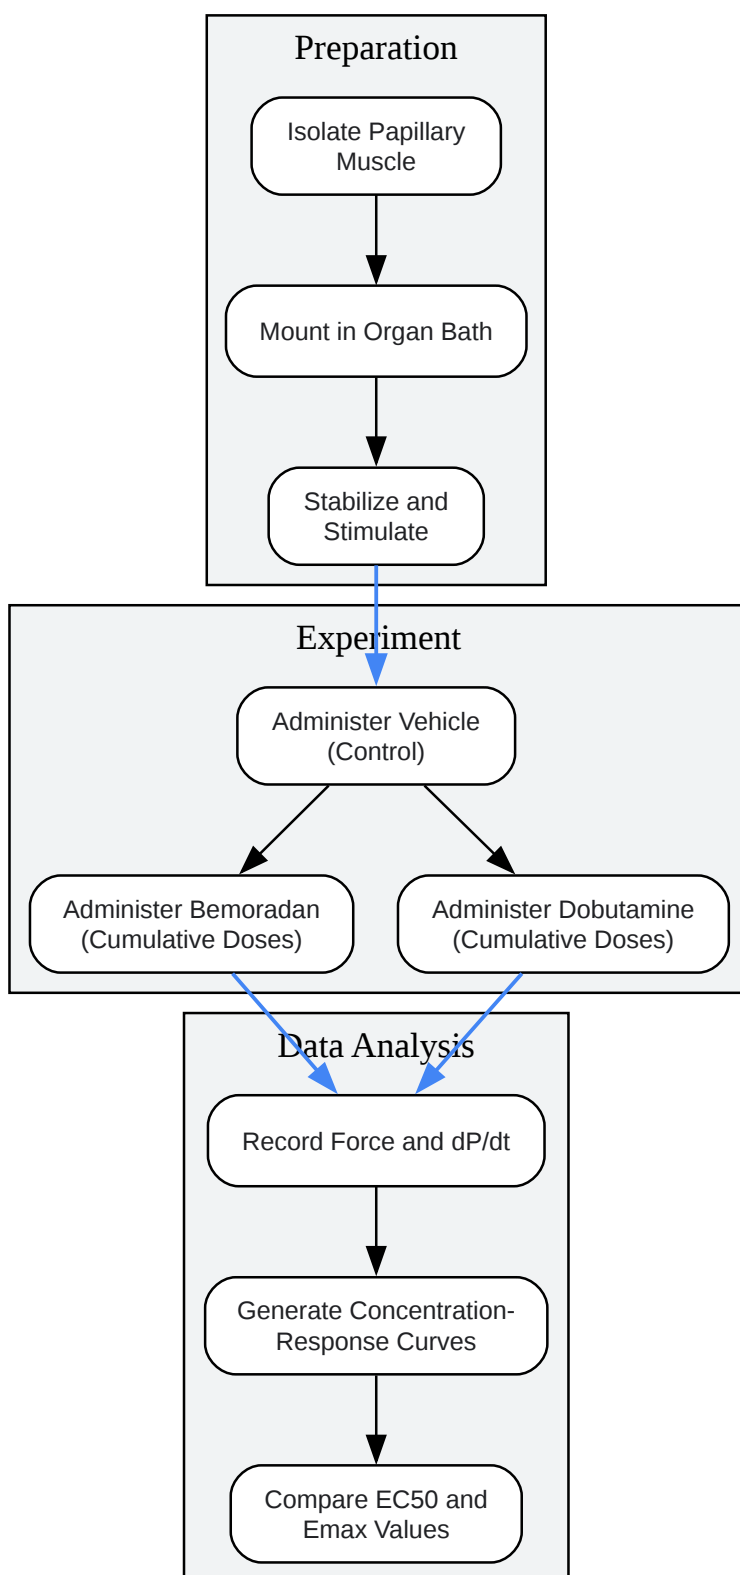 Preparation
Isolate Papillary
Muscle
Mount in Organ Bath
Stabilize and
Stimulate
Experiment
Administer Vehicle
(Control)
Administer Bemoradan
(Cumulative Doses)
Administer Dobutamine
(Cumulative Doses)
Data Analysis
Record Force and dP/dt
Generate Concentration-
Response Curves
Compare EC50 and
Emax Values